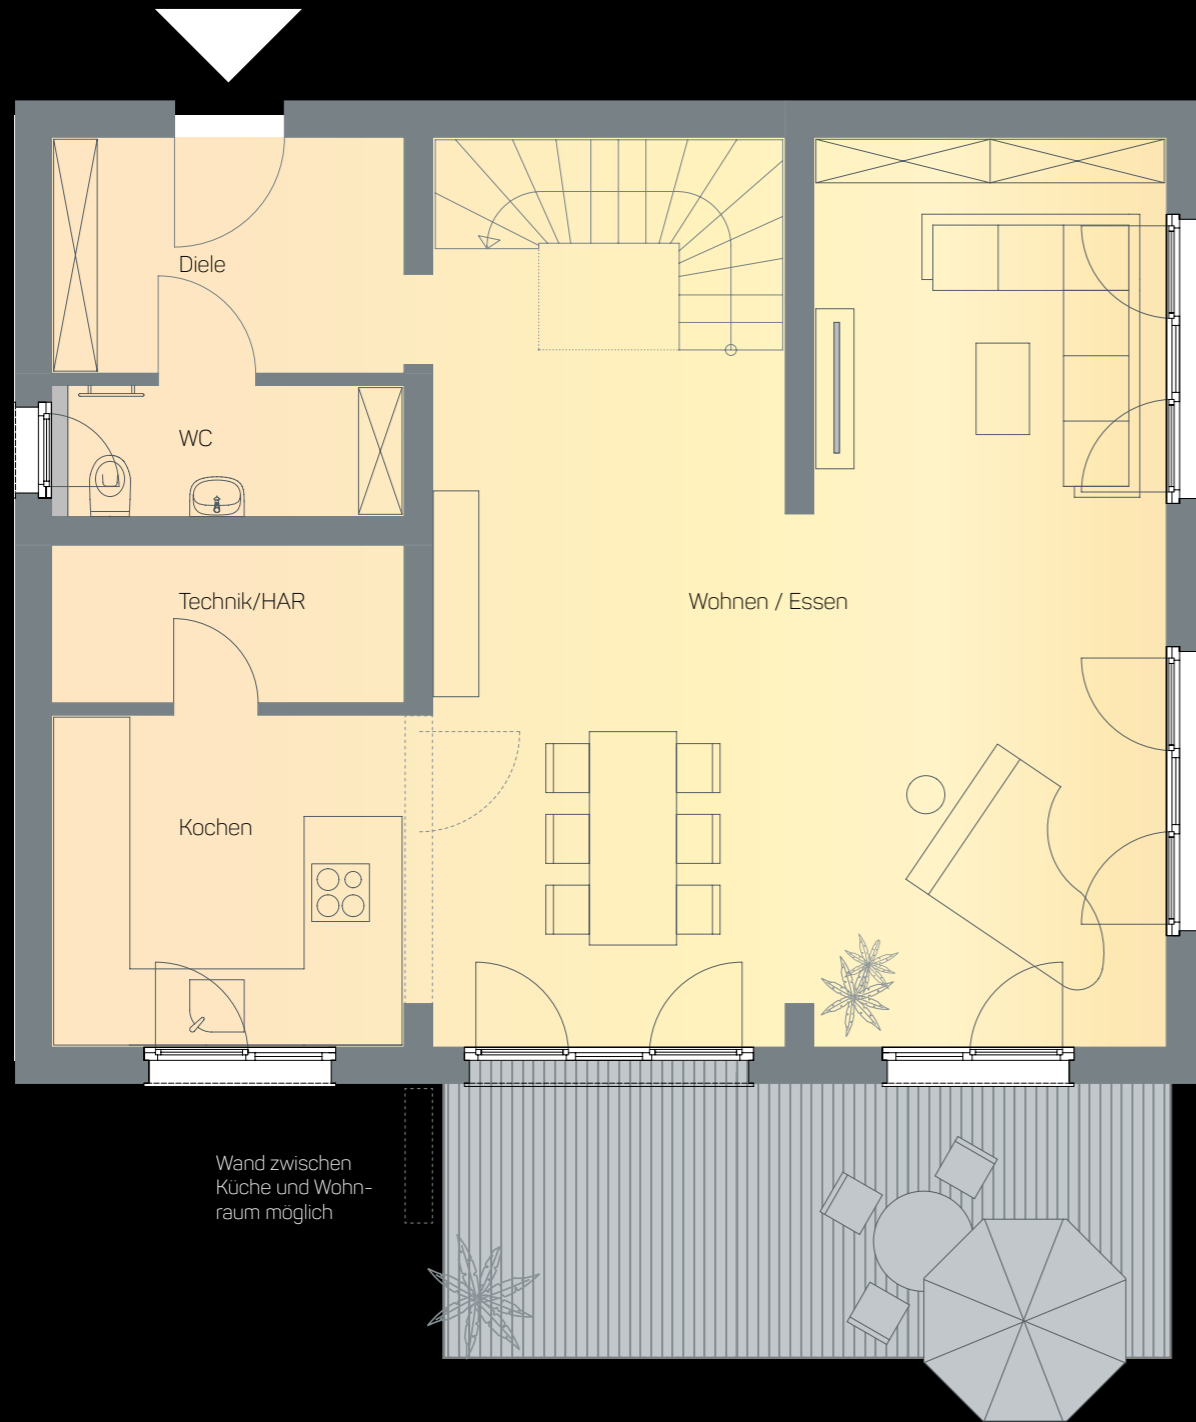 Diele
WC
Technik/HAR
Wohnen / Essen
Kochen
Wand zwischen
Küche und Wohn-
raum möglich